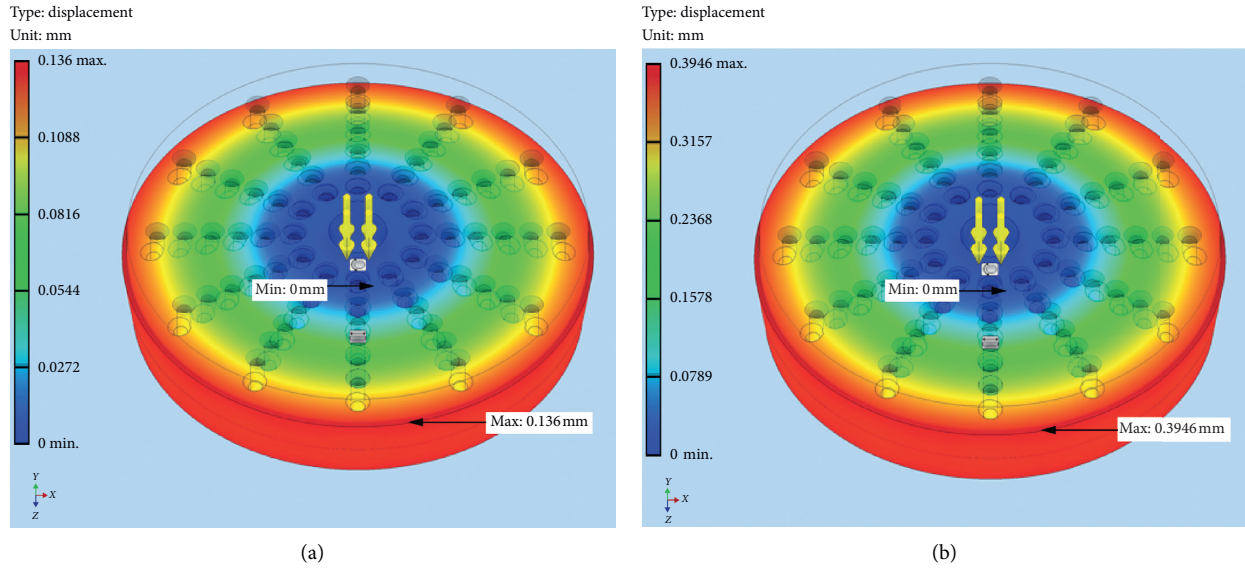 Type: displacement
Unit: mm
0.136 max.
0.1088
0.0816
0.0544
0.0272
0 min.
Min: 0 mm
Max: 0.136 mm
Y
X
Z
(a)
Type: displacement
Unit: mm
0.3946 max.
0.3157
0.2368
0.1578
0.0789
0 min.
Min: 0 mm
Max: 0.3946 mm
Y
X
Z
(b)